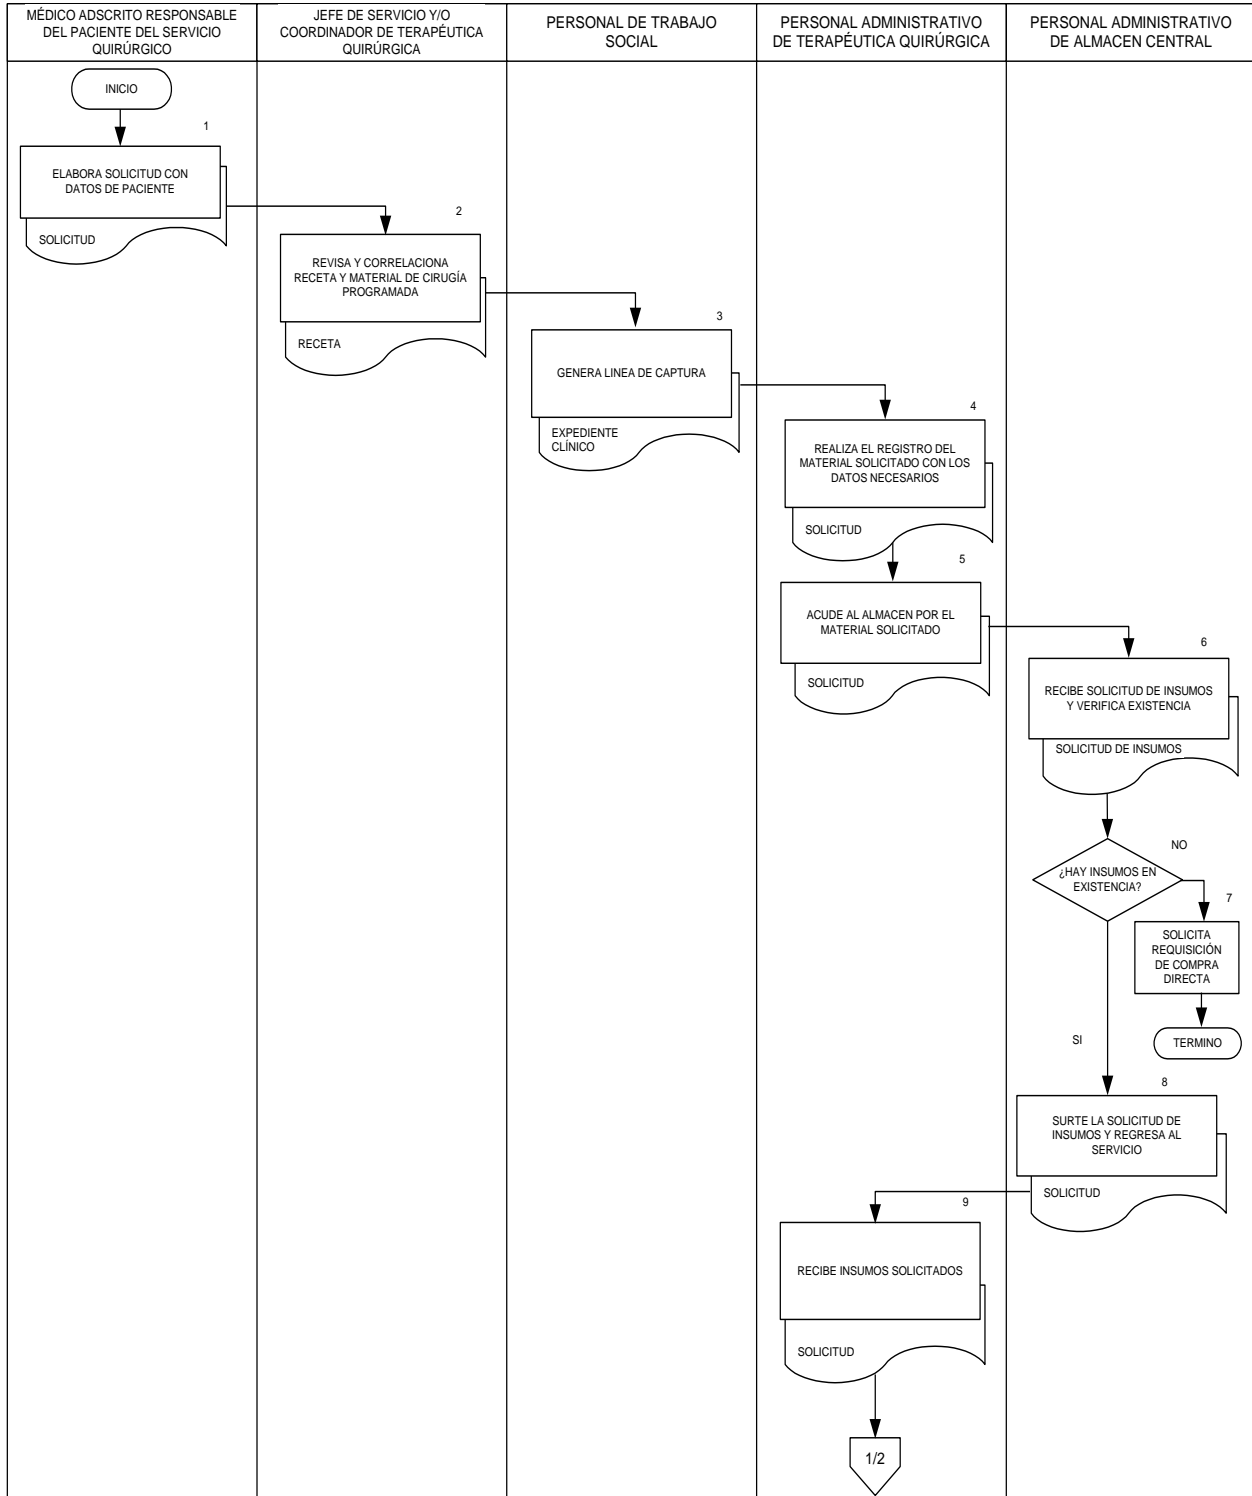 MÉDICO ADSCRITO RESPONSABLE
DEL PACIENTE DEL SERVICIO
QUIRÚRGICO
JEFE DE SERVICIO Y/O
COORDINADOR DE TERAPÉUTICA
QUIRÚRGICA
PERSONAL DE TRABAJO
SOCIAL
PERSONAL ADMINISTRATIVO
DE TERAPÉUTICA QUIRÚRGICA
PERSONAL ADMINISTRATIVO
DE ALMACEN CENTRAL
INICIO
1
ELABORA SOLICITUD CON
DATOS DE PACIENTE
SOLICITUD
2
REVISA Y CORRELACIONA
RECETA Y MATERIAL DE CIRUGÍA
PROGRAMADA
RECETA
3
GENERA LINEA DE CAPTURA
EXPEDIENTE
CLÍNICO
4
REALIZA EL REGISTRO DEL
MATERIAL SOLICITADO CON LOS
DATOS NECESARIOS
SOLICITUD
5
ACUDE AL ALMACEN POR EL
MATERIAL SOLICITADO
SOLICITUD
6
RECIBE SOLICITUD DE INSUMOS
Y VERIFICA EXISTENCIA
SOLICITUD DE INSUMOS
¿HAY INSUMOS EN
EXISTENCIA?
NO
7
SOLICITA
REQUISICIÓN
DE COMPRA
DIRECTA
TERMINO
SI
8
SURTE LA SOLICITUD DE
INSUMOS Y REGRESA AL
SERVICIO
SOLICITUD
9
RECIBE INSUMOS SOLICITADOS
SOLICITUD
1/2